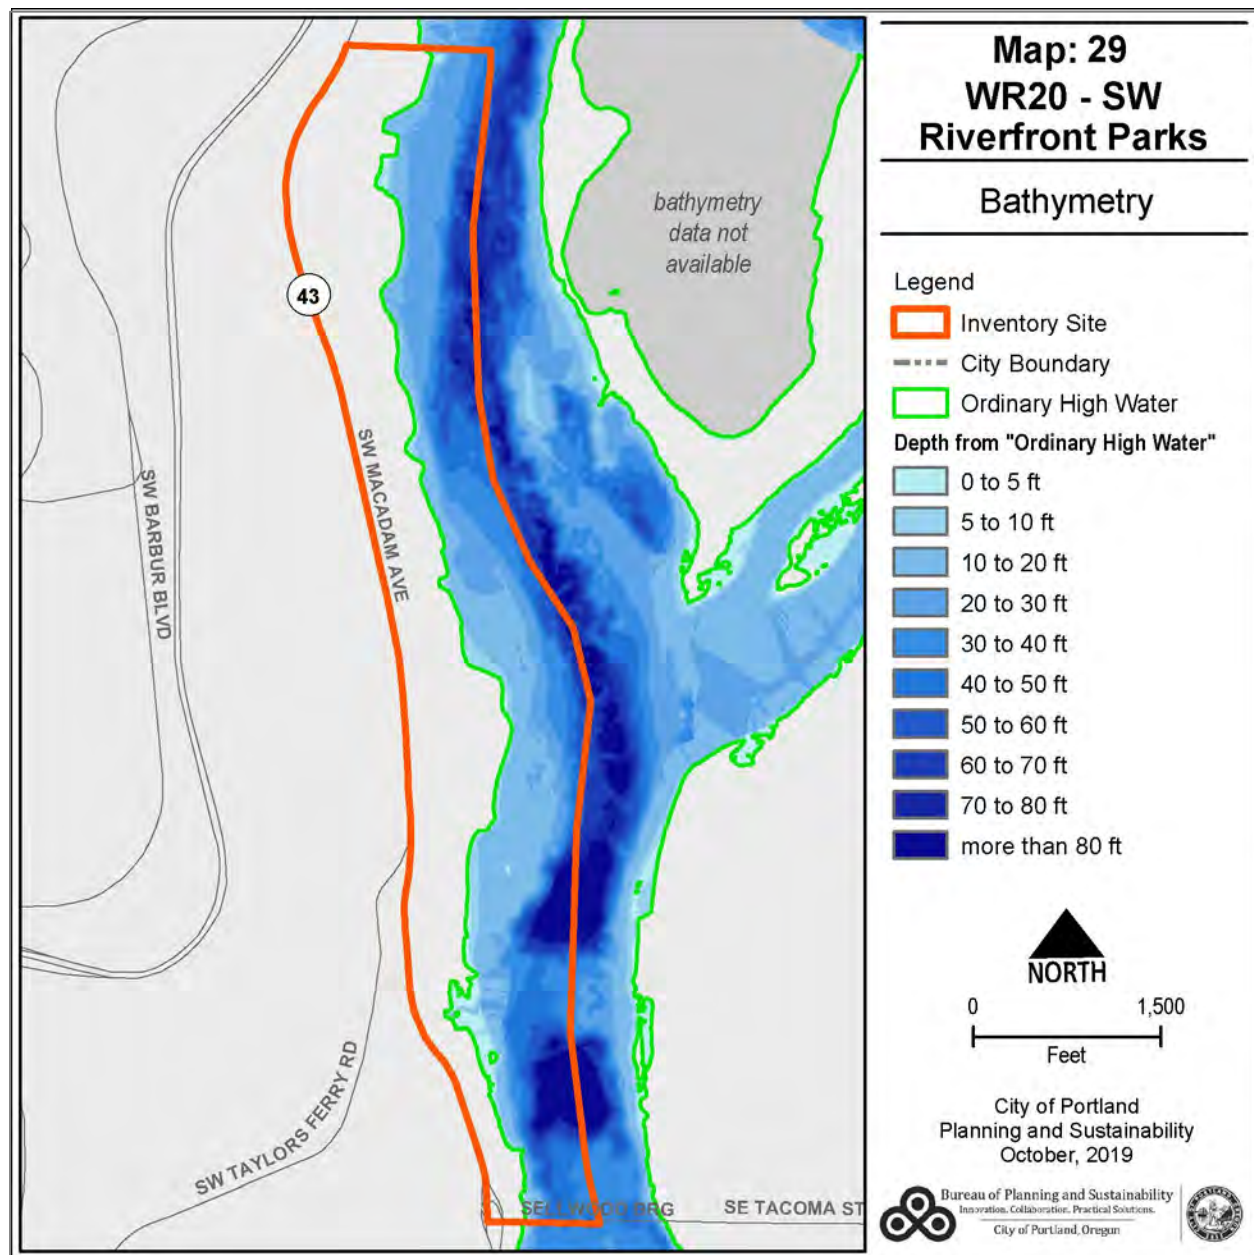 Map: 29
WR20 - SW
Riverfront Parks
Bathymetry
Legend
Inventory Site
City Boundary
Ordinary High Water
Depth from "Ordinary High Water"
0 to 5 ft
5 to 10 ft
10 to 20 ft
20 to 30 ft
30 to 40 ft
40 to 50 ft
50 to 60 ft
60 to 70 ft
70 to 80 ft
more than 80 ft
NORTH
0 1,500
Feet
City of Portland
Planning and Sustainability
October, 2019
Bureau of Planning and Sustainability
Innovation. Collaboration. Practical Solutions.
City of Portland, Oregon
bathymetry
data not
available
43
SW MACADAM AVE
SW BARBUR BLVD
SW TAYLORS FERRY RD
SELLWOOD BRG
SE TACOMA ST